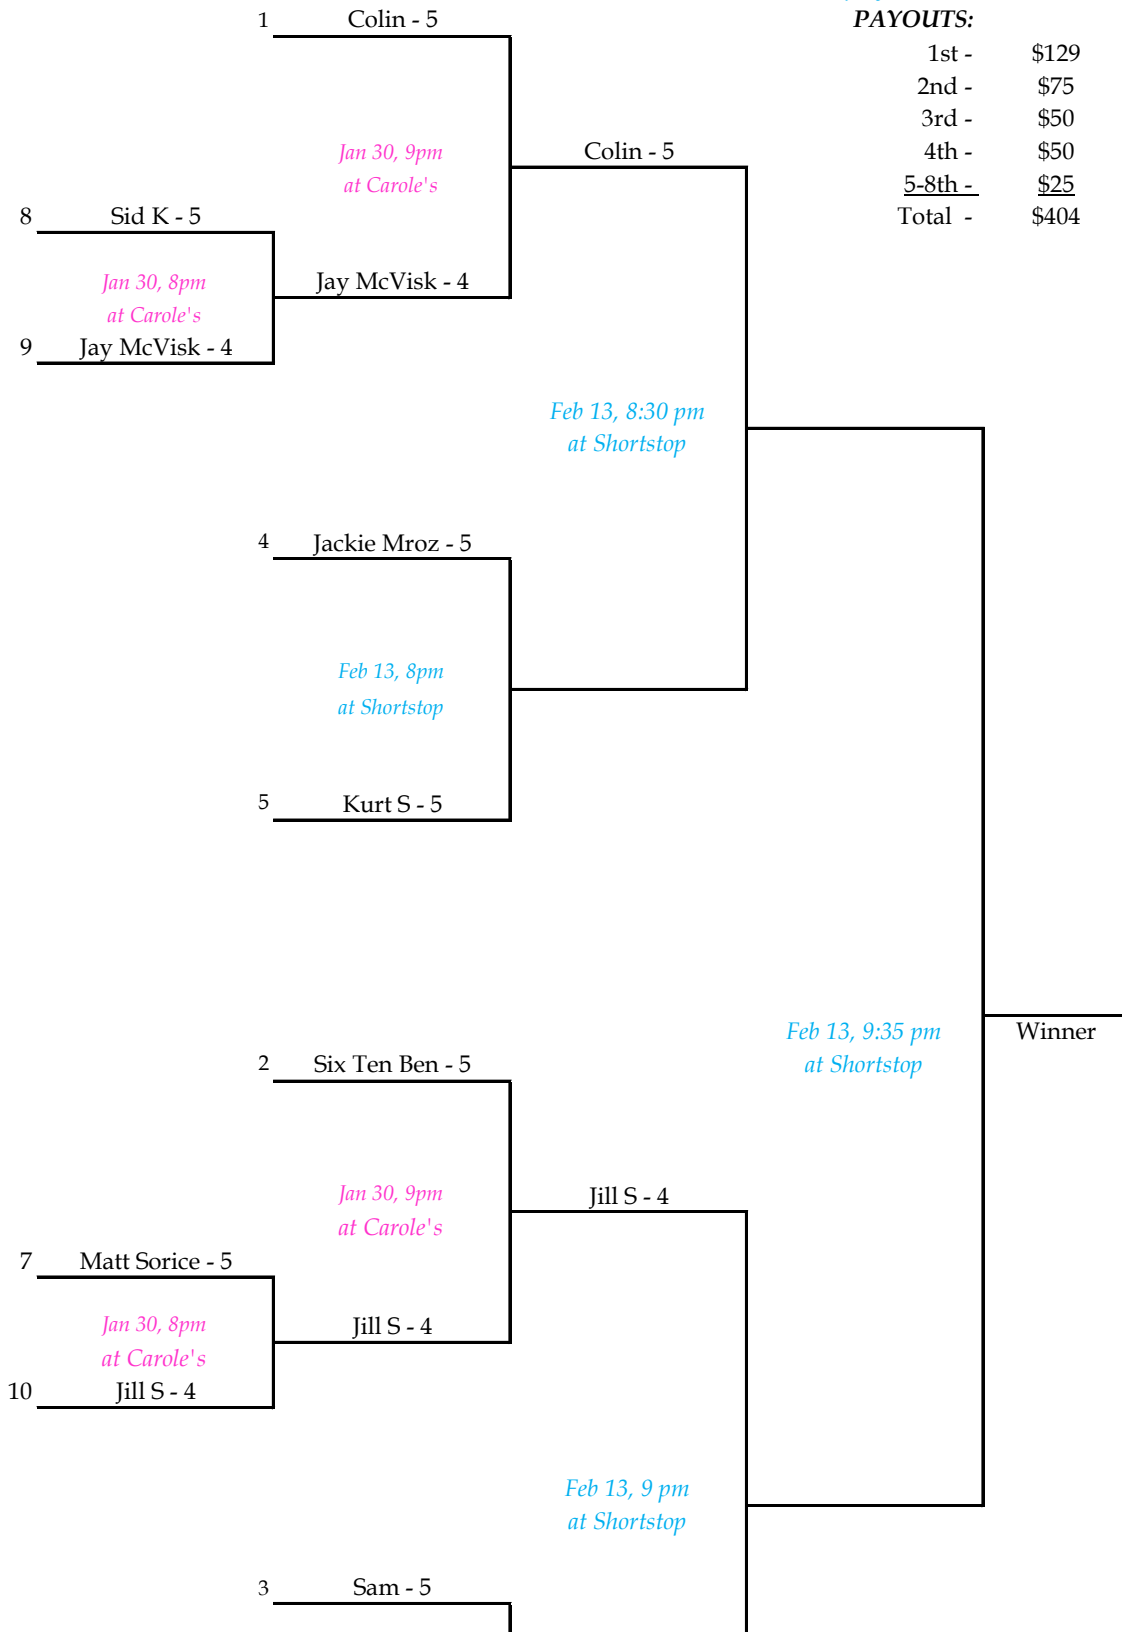 1 Colin - 5
PAYOUTS:
1st - $129
2nd - $75
3rd - $50
4th - $50
5-8th - $25
Total - $404
Jan 30, 9pm
at Carole's
Colin - 5
8 Sid K - 5
Jan 30, 8pm
at Carole's
Jay McVisk - 4
9 Jay McVisk - 4
Feb 13, 8:30 pm
at Shortstop
4 Jackie Mroz - 5
Feb 13, 8pm
at Shortstop
5 Kurt S - 5
Feb 13, 9:35 pm
at Shortstop
Winner
2 Six Ten Ben - 5
Jan 30, 9pm
at Carole's
Jill S - 4
7 Matt Sorice - 5
Jan 30, 8pm
at Carole's
Jill S - 4
10 Jill S - 4
Feb 13, 9 pm
at Shortstop
3 Sam - 5